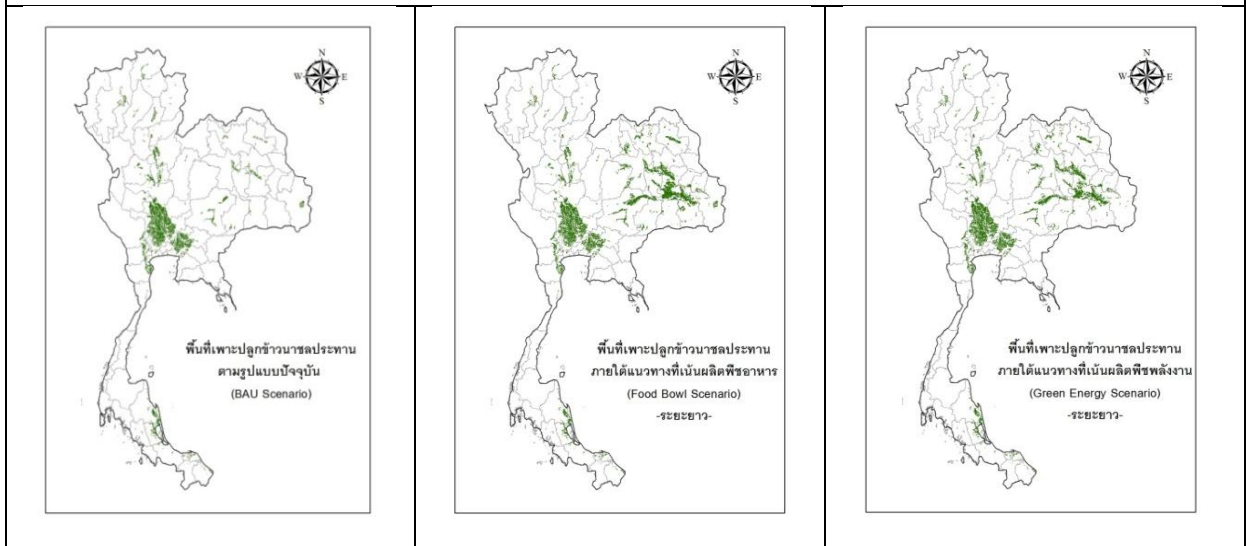 N
W E
S
พื้นที่เพาะปลูกข้าวนาชลประทาน
ตามรูปแบบปัจจุบัน
(BAU Scenario)
N
W E
S
พื้นที่เพาะปลูกข้าวนาชลประทาน
ภายใต้แนวทางที่เน้นผลิตพืชอาหาร
(Food Bowl Scenario)
-ระยะยาว-
N
W E
S
พื้นที่เพาะปลูกข้าวนาชลประทาน
ภายใต้แนวทางที่เน้นผลิตพืชพลังงาน
(Green Energy Scenario)
-ระยะยาว-